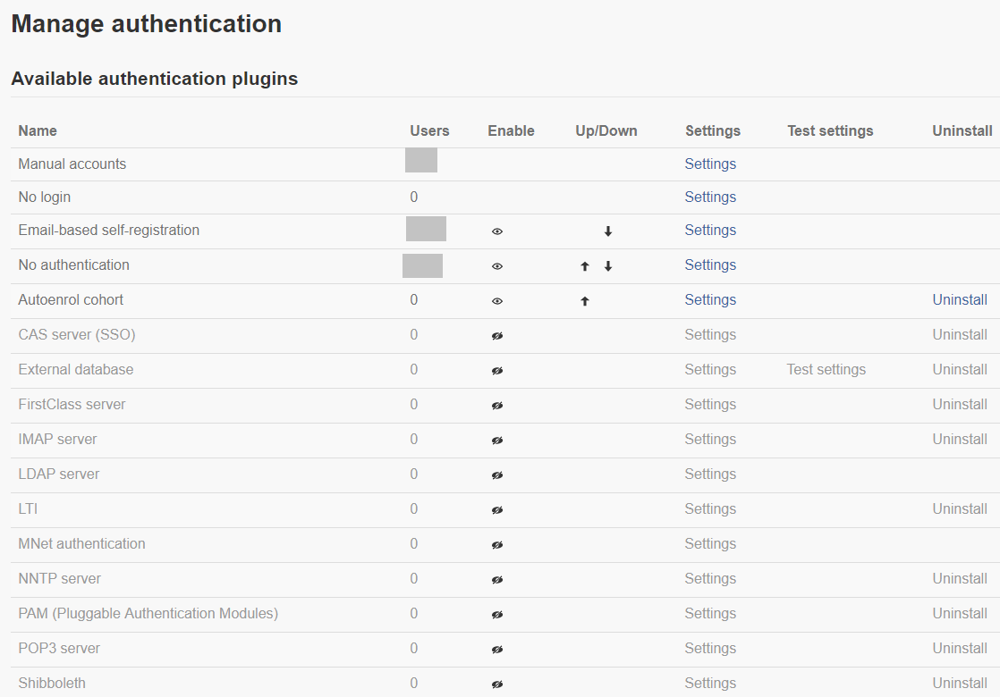 Manage authentication
Available authentication plugins
Name Users Enable Up/Down Settings Test settings Uninstall
Manual accounts Settings
No login 0 Settings
Email-based self-registration Settings
No authentication Settings
Autoenrol cohort 0 Settings Uninstall
CAS server (SSO) 0 Settings Uninstall
External database 0 Settings Test settings Uninstall
FirstClass server 0 Settings Uninstall
IMAP server 0 Settings Uninstall
LDAP server 0 Settings
LTI 0 Settings Uninstall
MNet authentication 0 Settings
NNTP server 0 Settings Uninstall
PAM (Pluggable Authentication Modules) 0 Settings Uninstall
POP3 server 0 Settings Uninstall
Shibboleth 0 Settings Uninstall